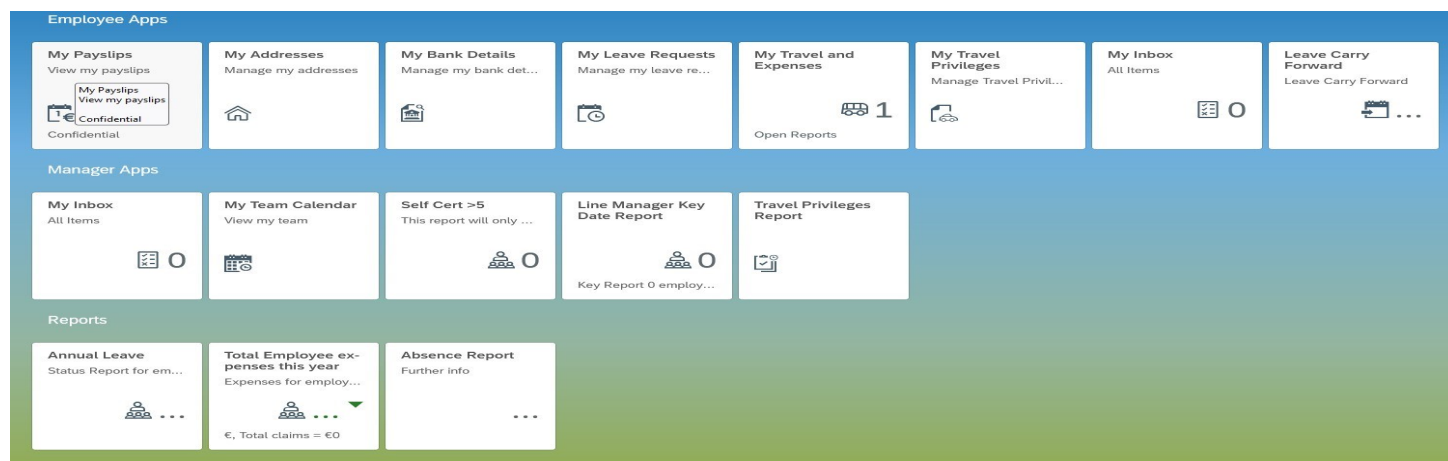 Employee Apps
My Payslips
View my payslips
My Payslips
View my payslips
Confidential
1 €
Confidential
My Addresses
Manage my addresses
My Bank Details
Manage my bank det...
My Leave Requests
Manage my leave re...
My Travel and
Expenses
1
Open Reports
My Travel
Privileges
Manage Travel Privil...
My Inbox
All Items
0
Leave Carry
Forward
Leave Carry Forward
...
Manager Apps
My Inbox
All Items
0
My Team Calendar
View my team
Self Cert >5
This report will only ...
0
Line Manager Key
Date Report
0
Key Report 0 employ...
Travel Privileges
Report
Reports
Annual Leave
Status Report for em...
...
Total Employee ex-
penses this year
Expenses for employ...
...
€, Total claims = €0
Absence Report
Further info
...